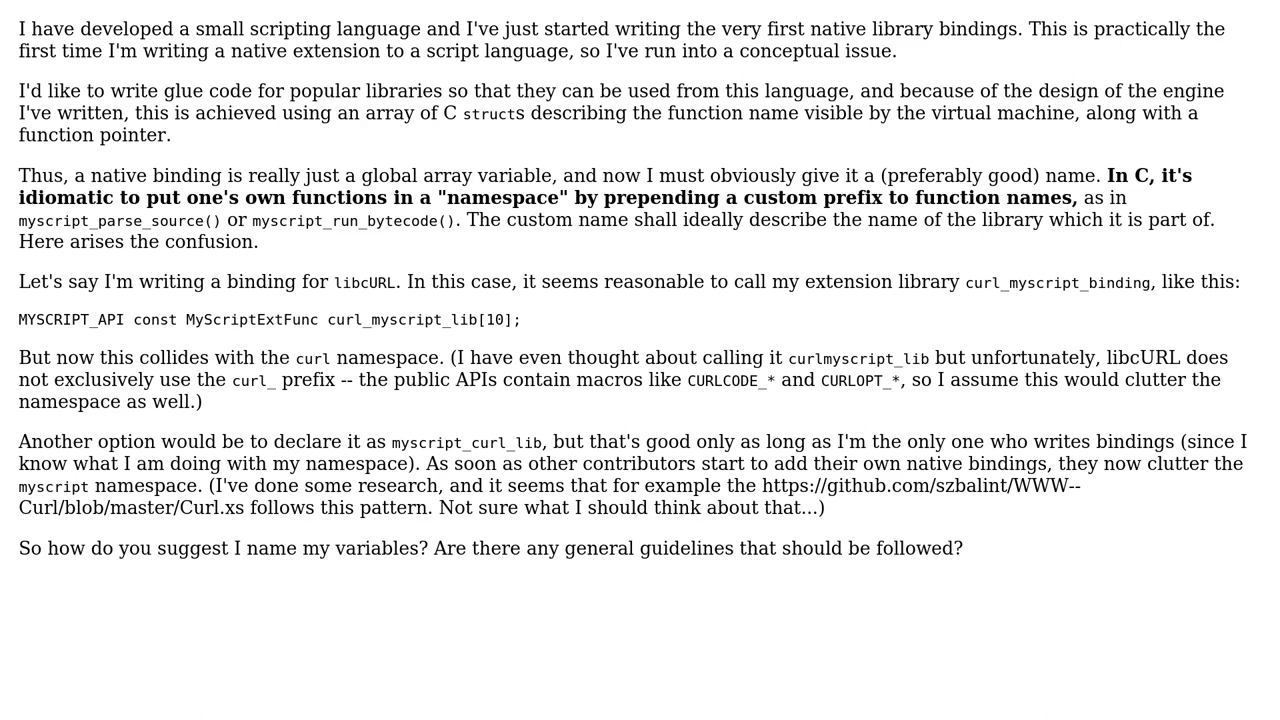 I have developed a small scripting language and I've just started writing the very first native library bindings. This is practically the
first time I'm writing a native extension to a script language, so I've run into a conceptual issue.
I'd like to write glue code for popular libraries so that they can be used from this language, and because of the design of the engine
I've written, this is achieved using an array of C structs describing the function name visible by the virtual machine, along with a
function pointer.
Thus, a native binding is really just a global array variable, and now I must obviously give it a (preferably good) name. In C, it's
idiomatic to put one's own functions in a "namespace" by prepending a custom prefix to function names, as in
myscript_parse_source() or myscript_run_bytecode(). The custom name shall ideally describe the name of the library which it is part of.
Here arises the confusion.
Let's say I'm writing a binding for libcURL. In this case, it seems reasonable to call my extension library curl_myscript_binding, like this:
MYSCRIPT_API const MyScriptExtFunc curl_myscript_lib[10];
But now this collides with the curl namespace. (I have even thought about calling it curlmyscript_lib but unfortunately, libcURL does
not exclusively use the curl_ prefix -- the public APIs contain macros like CURLCODE_* and CURLOPT_*, so I assume this would clutter the
namespace as well.)
Another option would be to declare it as myscript_curl_lib, but that's good only as long as I'm the only one who writes bindings (since I
know what I am doing with my namespace). As soon as other contributors start to add their own native bindings, they now clutter the
myscript namespace. (I've done some research, and it seems that for example the https://github.com/szbalint/WWW--
Curl/blob/master/Curl.xs follows this pattern. Not sure what I should think about that...)
So how do you suggest I name my variables? Are there any general guidelines that should be followed?